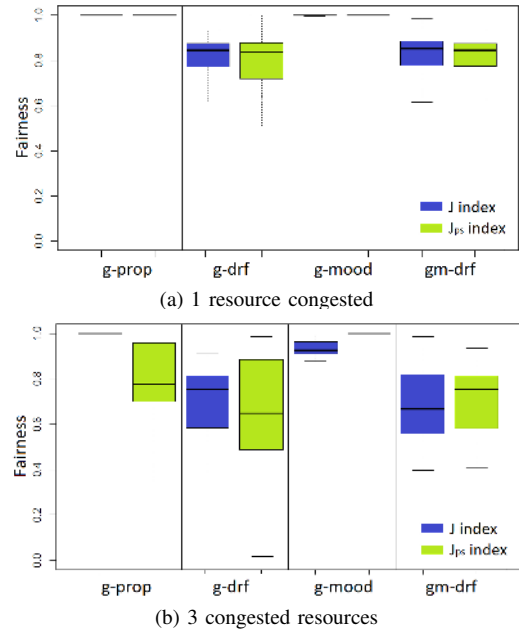 1.0
0.8
0.6
0.4
0.2
0.0
Fairness
J index
Jps index
g-prop g-drf g-mood gm-drf
(a) 1 resource congested
1.0
0.8
0.6
0.4
0.2
0.0
Fairness
J index
Jps index
g-prop g-drf g-mood gm-drf
(b) 3 congested resources